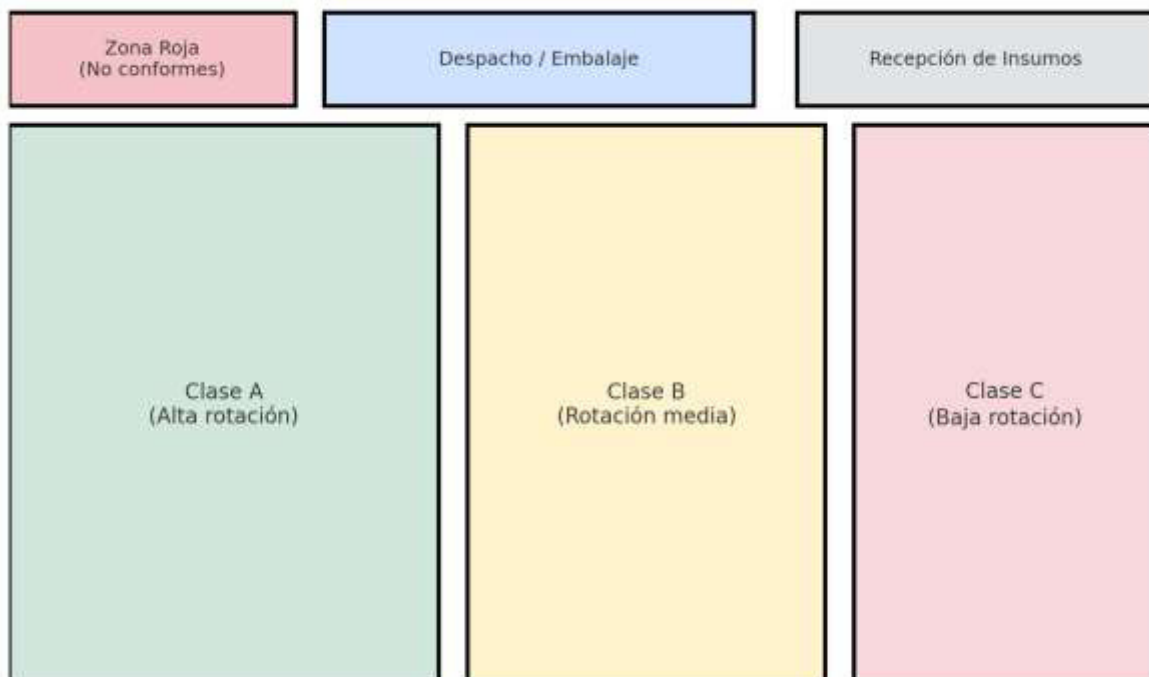 Zona Roja
(No conformes)
Despacho / Embalaje
Recepción de Insumos
Clase A
(Alta rotación)
Clase B
(Rotación media)
Clase C
(Baja rotación)